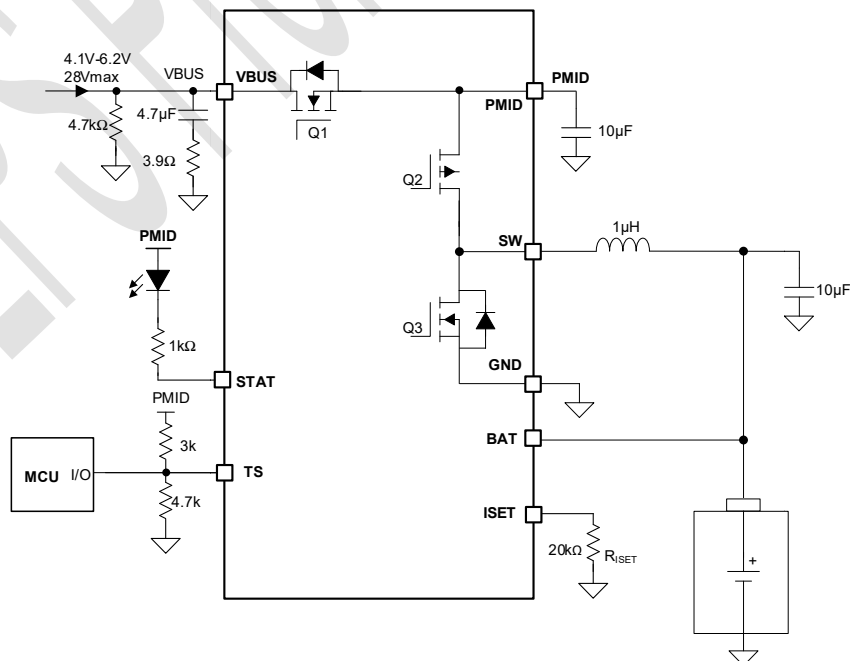 4.1V-6.2V
28Vmax
VBUS
VBUS
PMID
PMID
4.7kΩ
4.7µF
3.9Ω
Q1
10µF
Q2
PMID
SW
1µH
10µF
Q3
1kΩ
GND
STAT
PMID
BAT
3k
MCU I/O
TS
4.7k
ISET
20kΩ
RISET
+